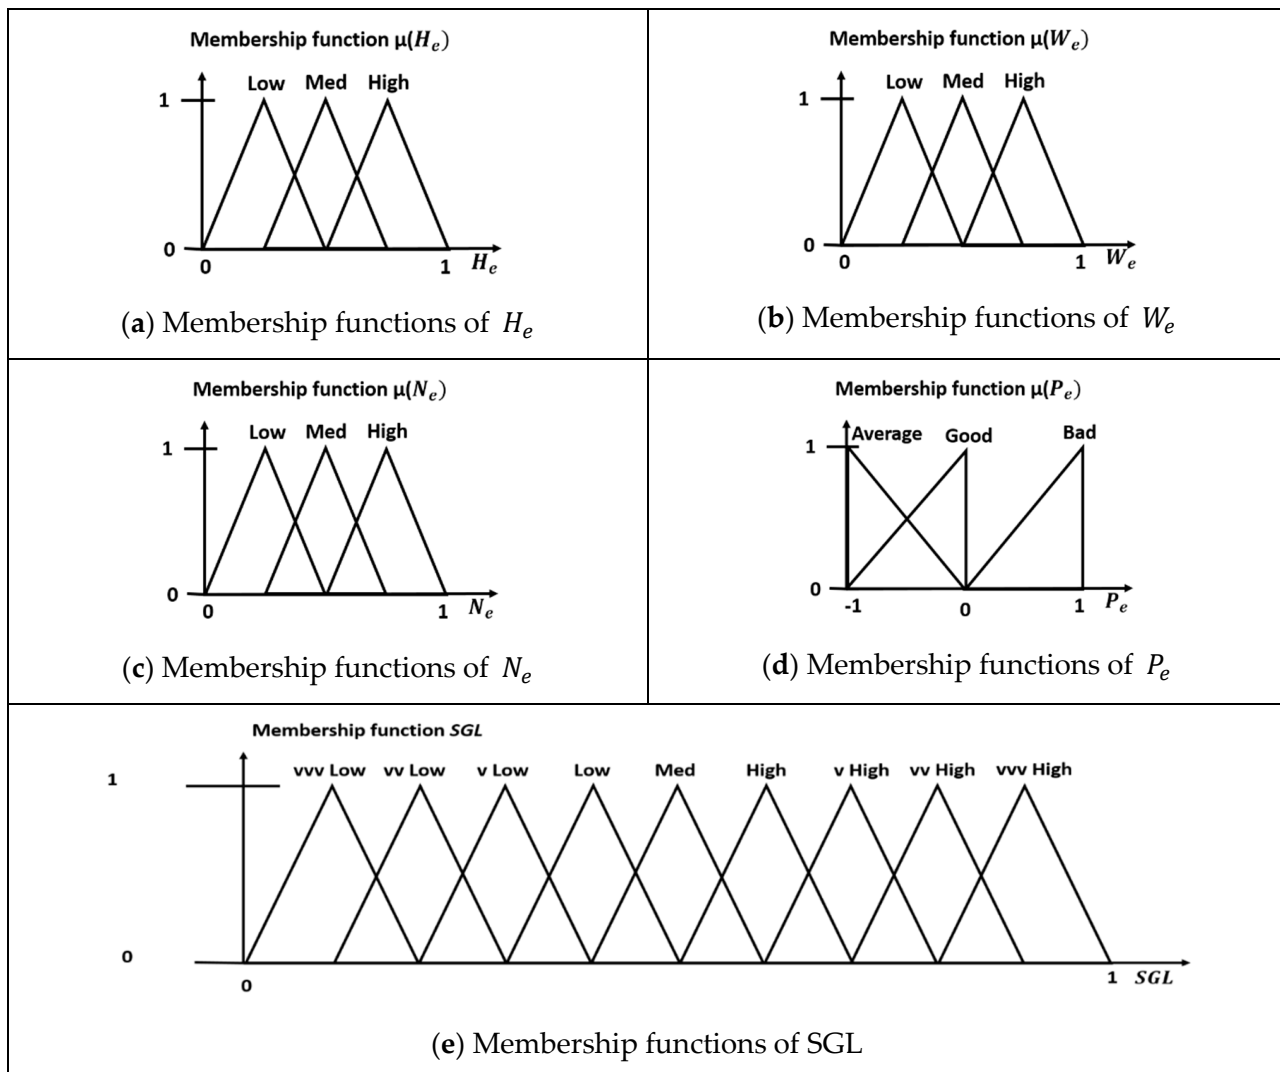 Membership function μ(H_e)
Low Med High
1
0
0 1 H_e
(a) Membership functions of H_e
Membership function μ(W_e)
Low Med High
1
0
0 1 W_e
(b) Membership functions of W_e
Membership function μ(N_e)
Low Med High
1
0
0 1 N_e
(c) Membership functions of N_e
Membership function μ(P_e)
Average Good Bad
1
0
-1 0 1 P_e
(d) Membership functions of P_e
Membership function SGL
vvv Low vv Low v Low Low Med High v High vv High vvv High
1
0
0 1 SGL
(e) Membership functions of SGL